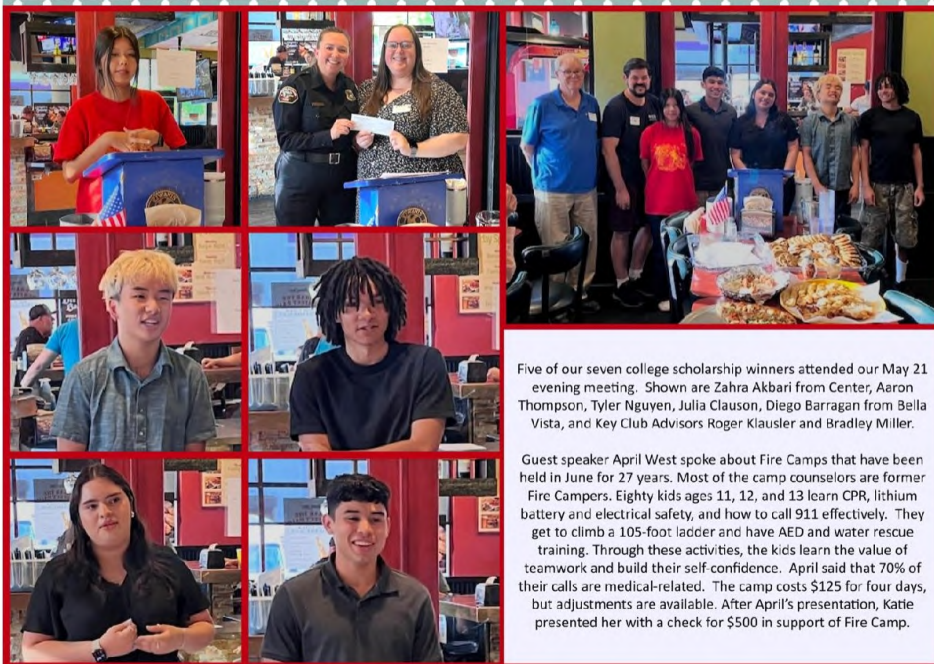 Five of our seven college scholarship winners attended our May 21
evening meeting.  Shown are Zahra Akbari from Center, Aaron
Thompson, Tyler Nguyen, Julia Clauson, Diego Barragan from Bella
Vista, and Key Club Advisors Roger Klausler and Bradley Miller.
Guest speaker April West spoke about Fire Camps that have been
held in June for 27 years. Most of the camp counselors are former
Fire Campers. Eighty kids ages 11, 12, and 13 learn CPR, lithium
battery and electrical safety, and how to call 911 effectively.  They
get to climb a 105-foot ladder and have AED and water rescue
training. Through these activities, the kids learn the value of
teamwork and build their self-confidence.  April said that 70% of
their calls are medical-related.  The camp costs $125 for four days,
but adjustments are available. After April’s presentation, Katie
presented her with a check for $500 in support of Fire Camp.